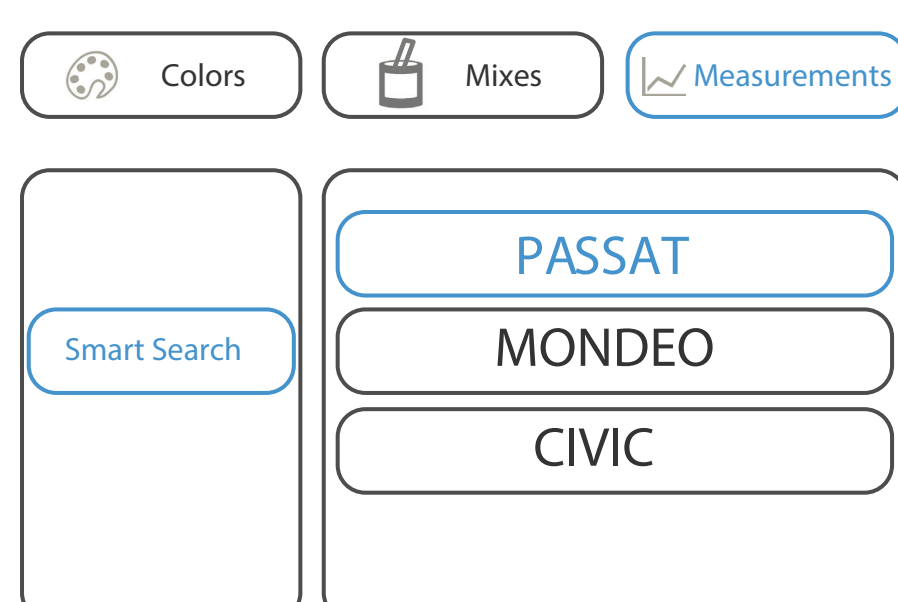 Colors
Mixes
Measurements
Smart Search
PASSAT
MONDEO
CIVIC